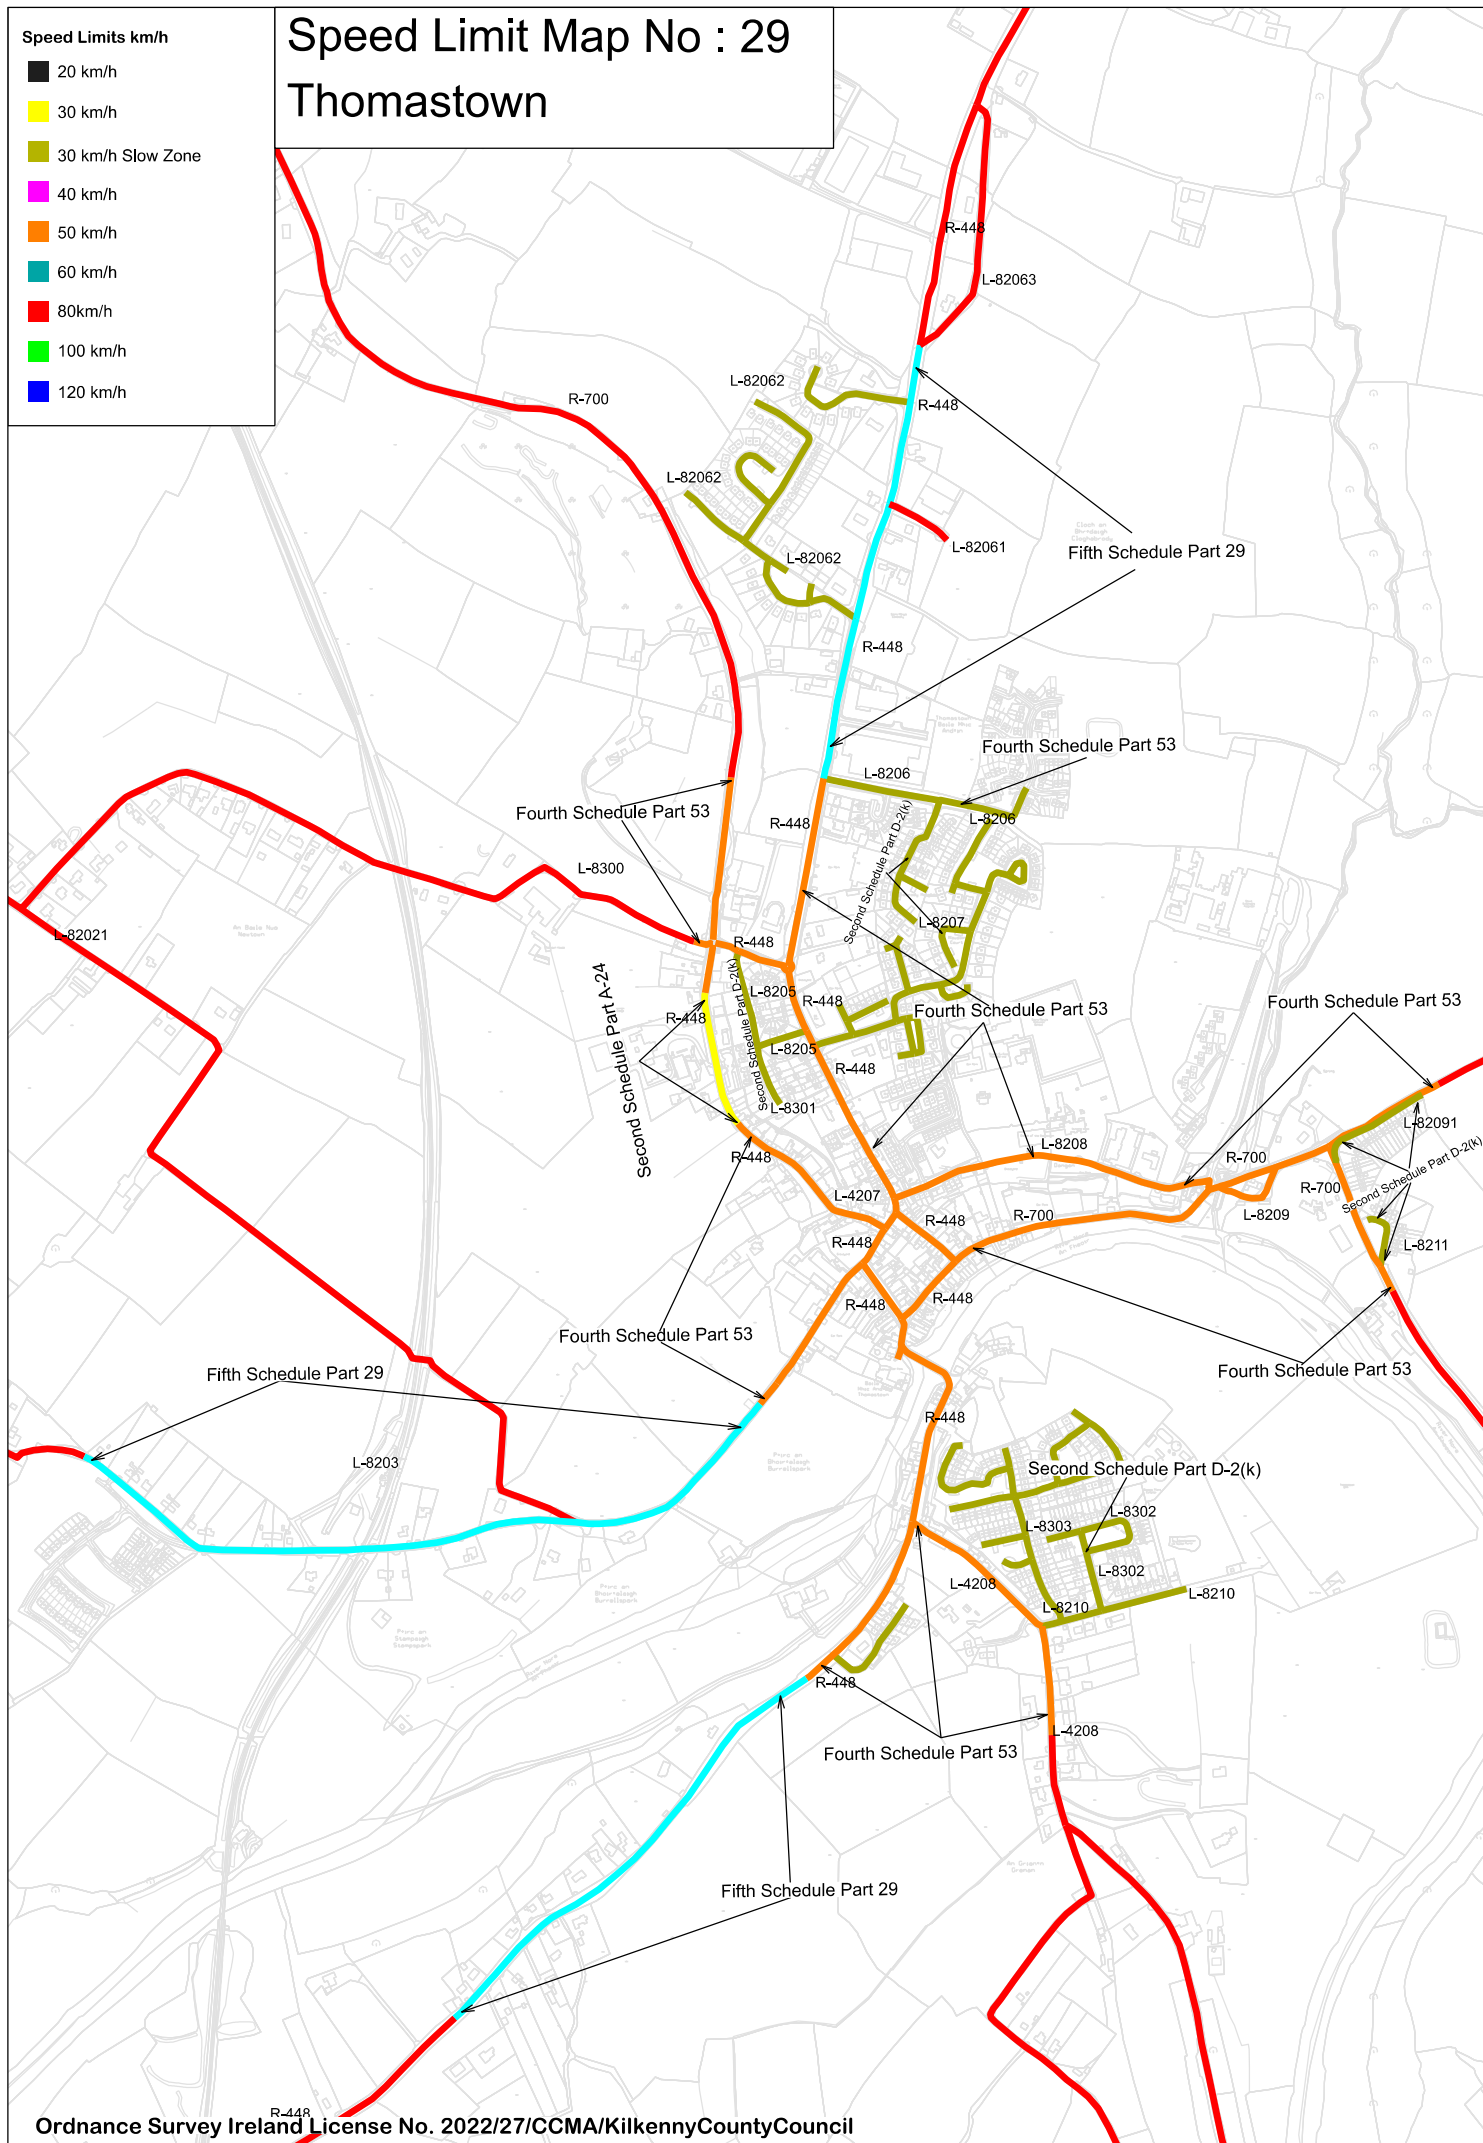 Speed Limit Map No : 29
Thomastown
Speed Limits km/h
20 km/h
30 km/h
30 km/h Slow Zone
40 km/h
50 km/h
60 km/h
80km/h
100 km/h
120 km/h
R-448
L-82063
L-82062
R-700
R-448
L-82062
L-82061
Fifth Schedule Part 29
L-82062
R-448
Fourth Schedule Part 53
L-8206
Fourth Schedule Part 53
R-448
L-8206
Second Schedule Part D-2(k)
L-8300
L-8207
L-82021
R-448
Second Schedule Part A-24
Second Schedule Part D-2(k)
L-8205
R-448
R-448
Fourth Schedule Part 53
Fourth Schedule Part 53
L-8205
R-448
L-8301
L-82091
L-8208
R-448
R-700
Second Schedule Part D-2(k)
R-700
L-4207
L-8209
R-448
R-700
R-448
L-8211
R-448
R-448
Fourth Schedule Part 53
Fourth Schedule Part 53
Fifth Schedule Part 29
R-448
L-8203
Second Schedule Part D-2(k)
L-8302
L-8303
L-8302
L-4208
L-8210
L-8210
R-448
L-4208
Fourth Schedule Part 53
Fifth Schedule Part 29
R-448
Ordnance Survey Ireland License No. 2022/27/CCMA/KilkennyCountyCouncil